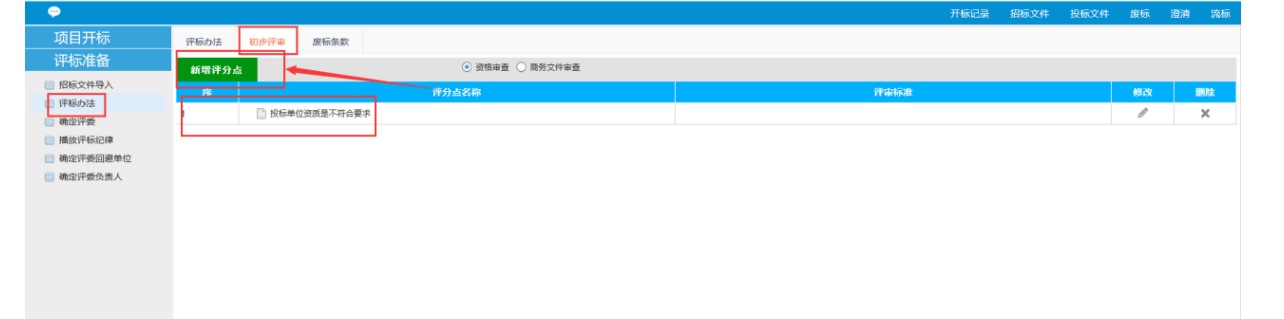 开标记录 招标文件 投标文件 废标 澄清 流标
项目开标
评标准备
招标文件导入
评标办法
确定评委
播放评标纪律
确定评委回避单位
确定评委负责人
评标办法 初步评审 废标条款
新增评分点 资格审查 商务文件审查
序 评分点名称 评审标准 修改 删除
投标单位资质是不符合要求